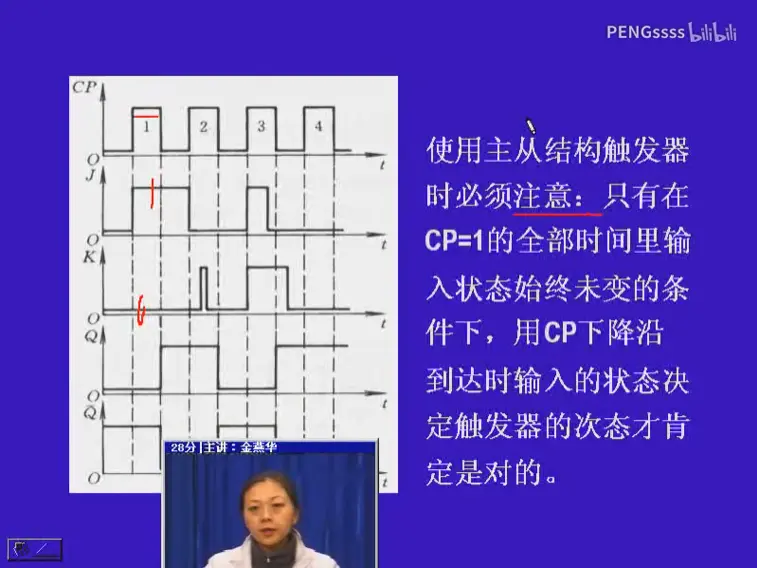 PENGssss bilibili
CP
1
2
3
4
O
t
J
O
t
K
O
t
Q
O
t
Q̄
O
t
使用主从结构触发器
时必须注意：只有在
CP=1的全部时间里输
入状态始终未变的条
件下，用CP下降沿
到达时输入的状态决
定触发器的次态才肯
定是对的。
28分|主讲：金燕华